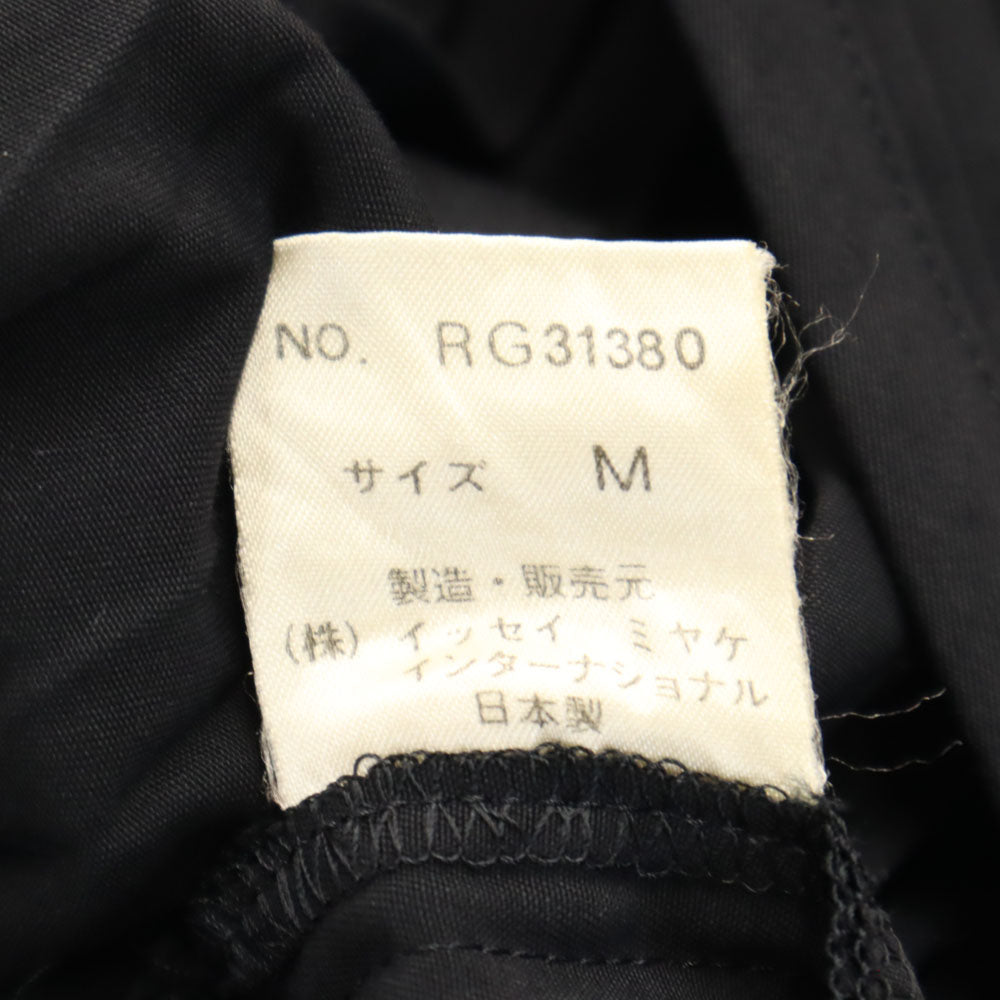 NO. RG31380
サイズ M
製造・販売元
(株) イッセイ ミヤケ
インターナショナル
日本製